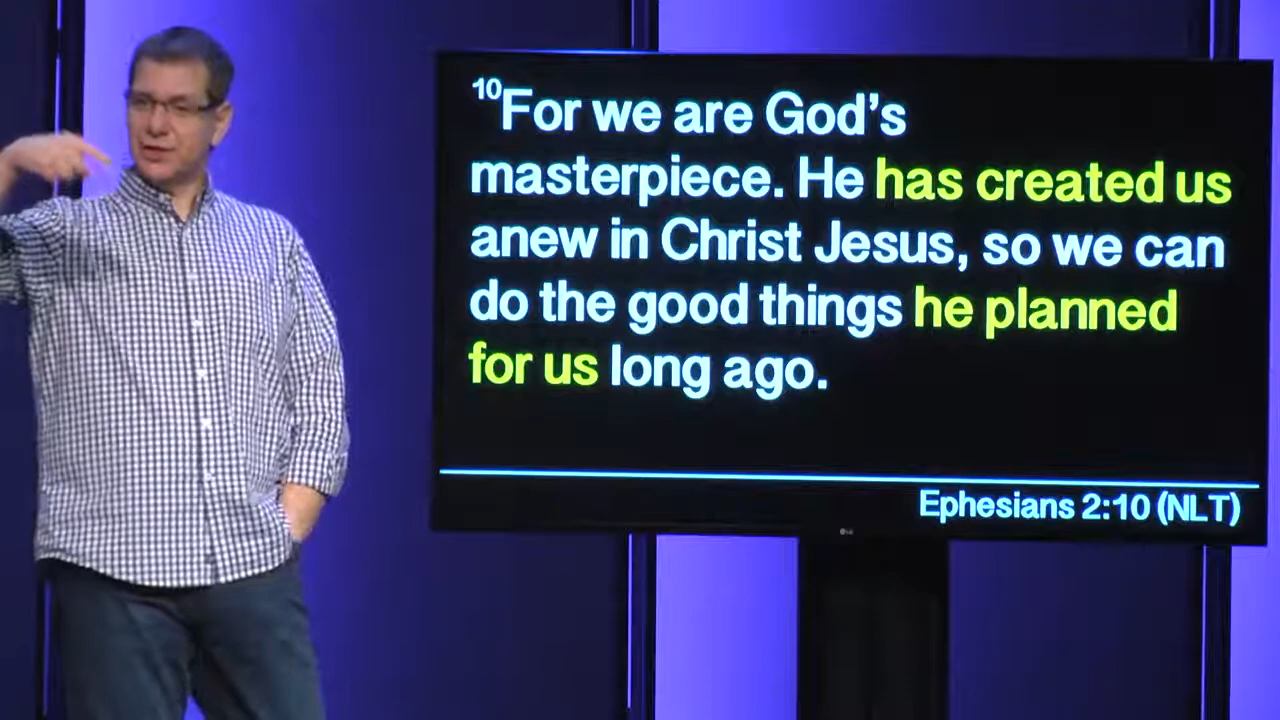 ¹⁰For we are God's
masterpiece. He has created us
anew in Christ Jesus, so we can
do the good things he planned
for us long ago.
Ephesians 2:10 (NLT)
LG